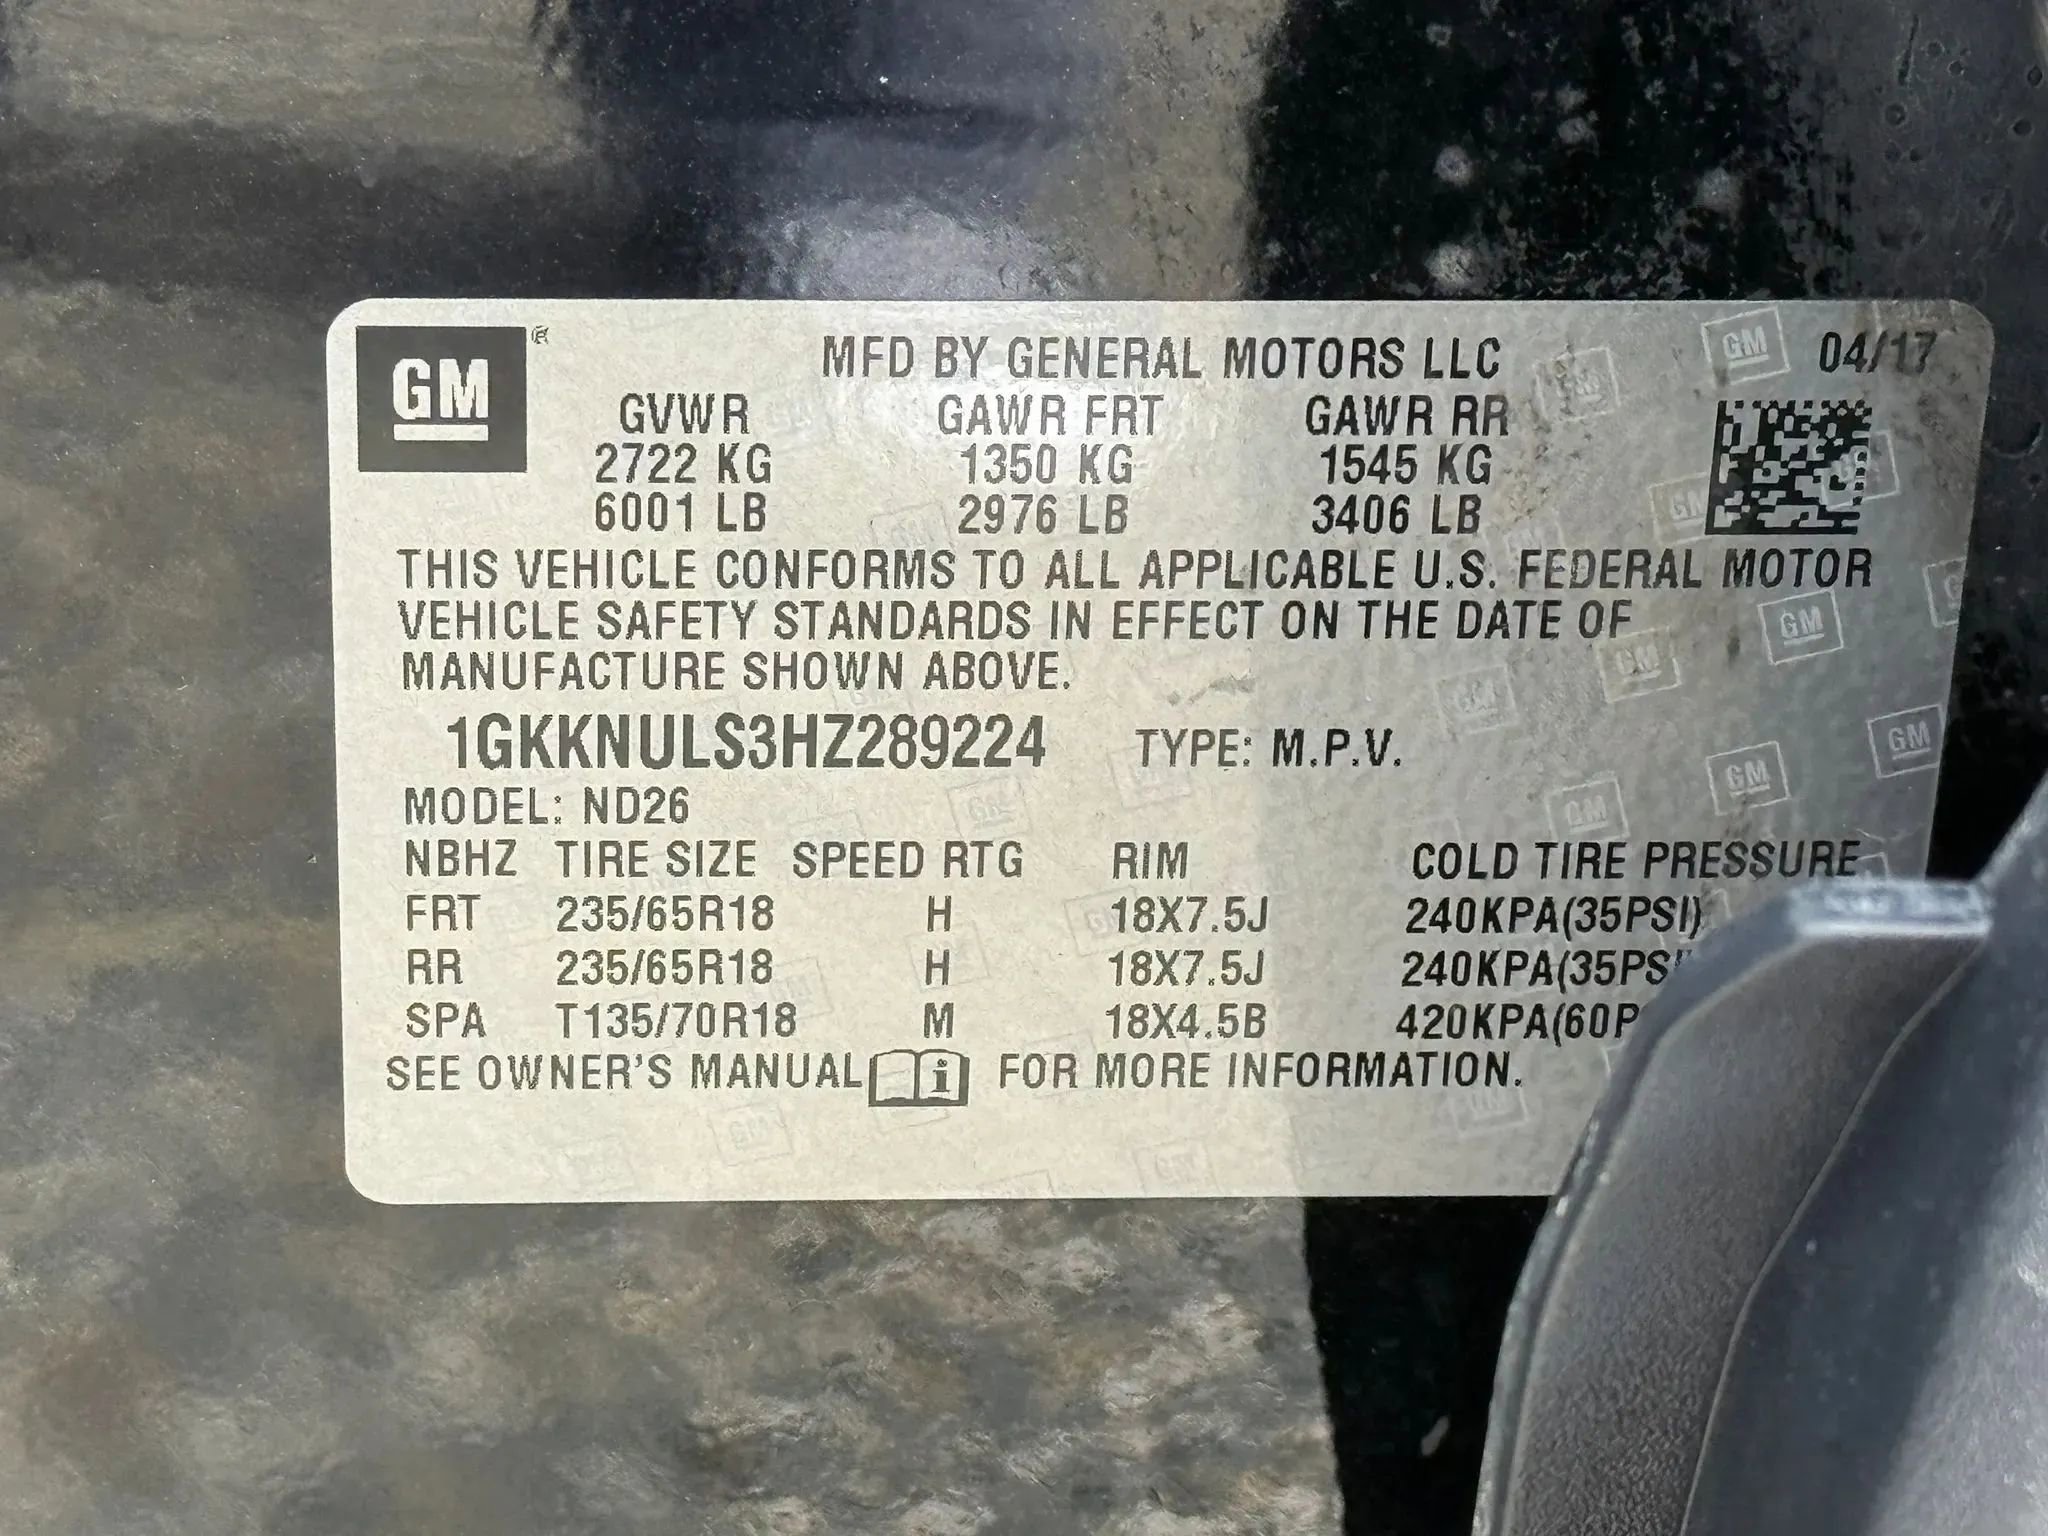 GM
MFD BY GENERAL MOTORS LLC 04/17
GVWR GAWR FRT GAWR RR
2722 KG 1350 KG 1545 KG
6001 LB 2976 LB 3406 LB
THIS VEHICLE CONFORMS TO ALL APPLICABLE U.S. FEDERAL MOTOR
VEHICLE SAFETY STANDARDS IN EFFECT ON THE DATE OF
MANUFACTURE SHOWN ABOVE.
1GKKNULS3HZ289224 TYPE: M.P.V.
MODEL: ND26
NBHZ TIRE SIZE SPEED RTG RIM COLD TIRE PRESSURE
FRT 235/65R18 H 18X7.5J 240KPA(35PSI)
RR 235/65R18 H 18X7.5J 240KPA(35PSI
SPA T135/70R18 M 18X4.5B 420KPA(60P
SEE OWNER'S MANUAL i FOR MORE INFORMATION.